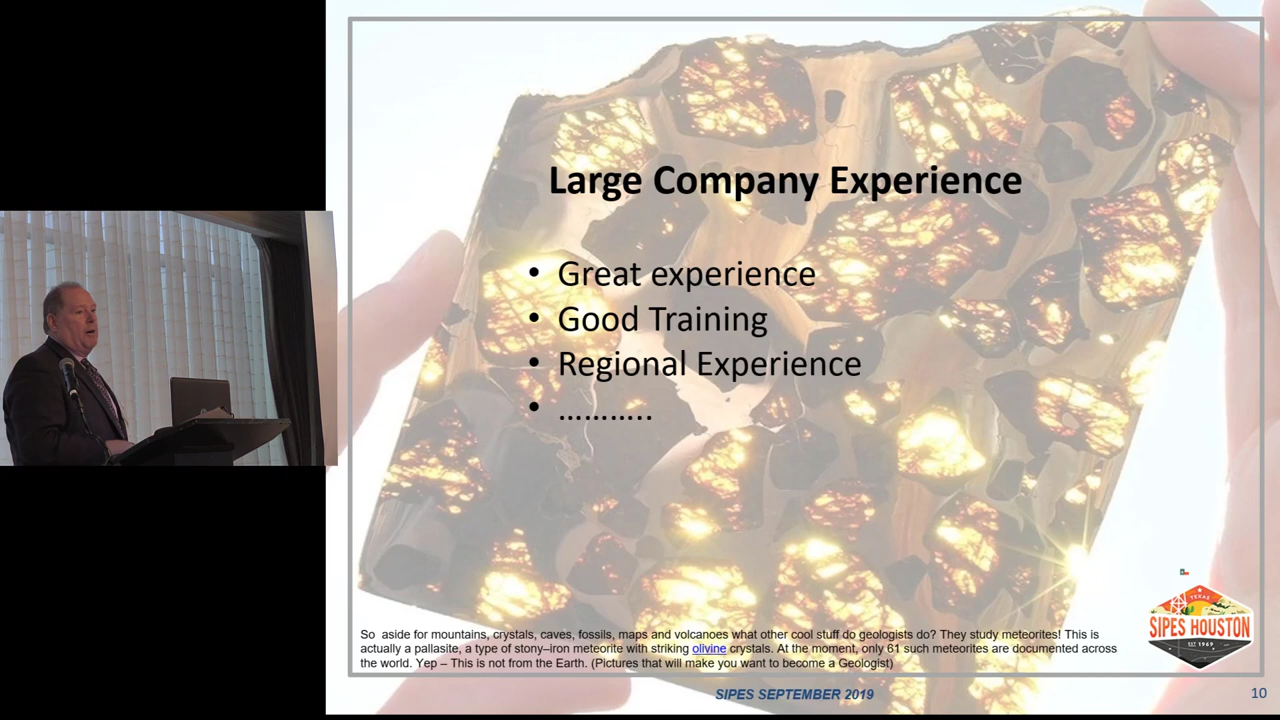 Large Company Experience
• Great experience
• Good Training
• Regional Experience
• ………..
So aside for mountains, crystals, caves, fossils, maps and volcanoes what other cool stuff do geologists do? They study meteorites! This is
actually a pallasite, a type of stony–iron meteorite with striking olivine crystals. At the moment, only 61 such meteorites are documented across
the world. Yep – This is not from the Earth. (Pictures that will make you want to become a Geologist)
TEXAS
SIPES HOUSTON
EST 1949
SIPES SEPTEMBER 2019
10